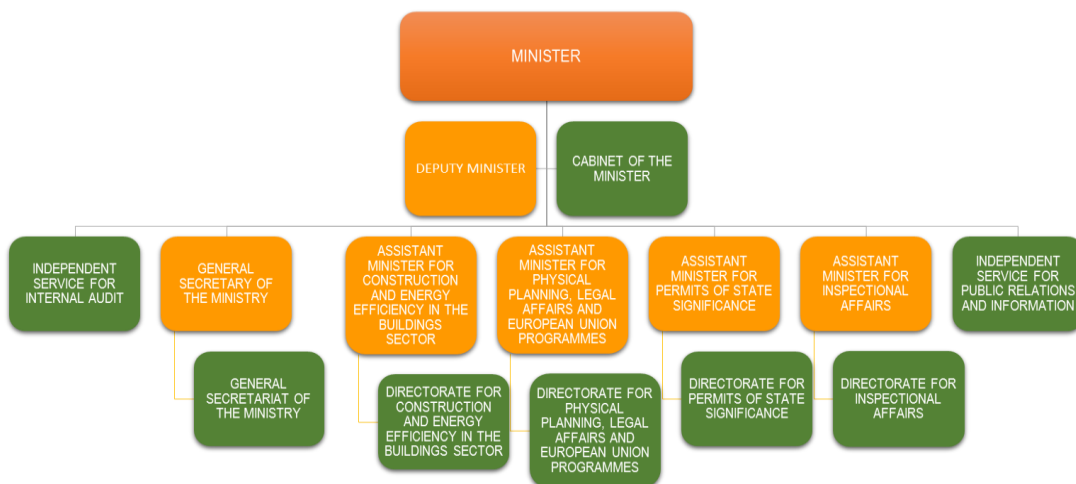 MINISTER
DEPUTY MINISTER
CABINET OF THE
MINISTER
INDEPENDENT
SERVICE FOR
INTERNAL AUDIT
GENERAL
SECRETARY OF
THE MINISTRY
ASSISTANT
MINISTER FOR
CONSTRUCTION
AND ENERGY
EFFICIENCY IN THE
BUILDINGS
SECTOR
ASSISTANT
MINISTER FOR
PHYSICAL
PLANNING, LEGAL
AFFAIRS AND
EUROPEAN UNION
PROGRAMMES
ASSISTANT
MINISTER FOR
PERMITS OF STATE
SIGNIFICANCE
ASSISTANT
MINISTER FOR
INSPECTIONAL
AFFAIRS
INDEPENDENT
SERVICE FOR
PUBLIC RELATIONS
AND INFORMATION
GENERAL
SECRETARIAT OF
THE MINISTRY
DIRECTORATE FOR
CONSTRUCTION
AND ENERGY
EFFICIENCY IN THE
BUILDINGS SECTOR
DIRECTORATE FOR
PHYSICAL
PLANNING, LEGAL
AFFAIRS AND
EUROPEAN UNION
PROGRAMMES
DIRECTORATE FOR
PERMITS OF STATE
SIGNIFICANCE
DIRECTORATE FOR
INSPECTIONAL
AFFAIRS